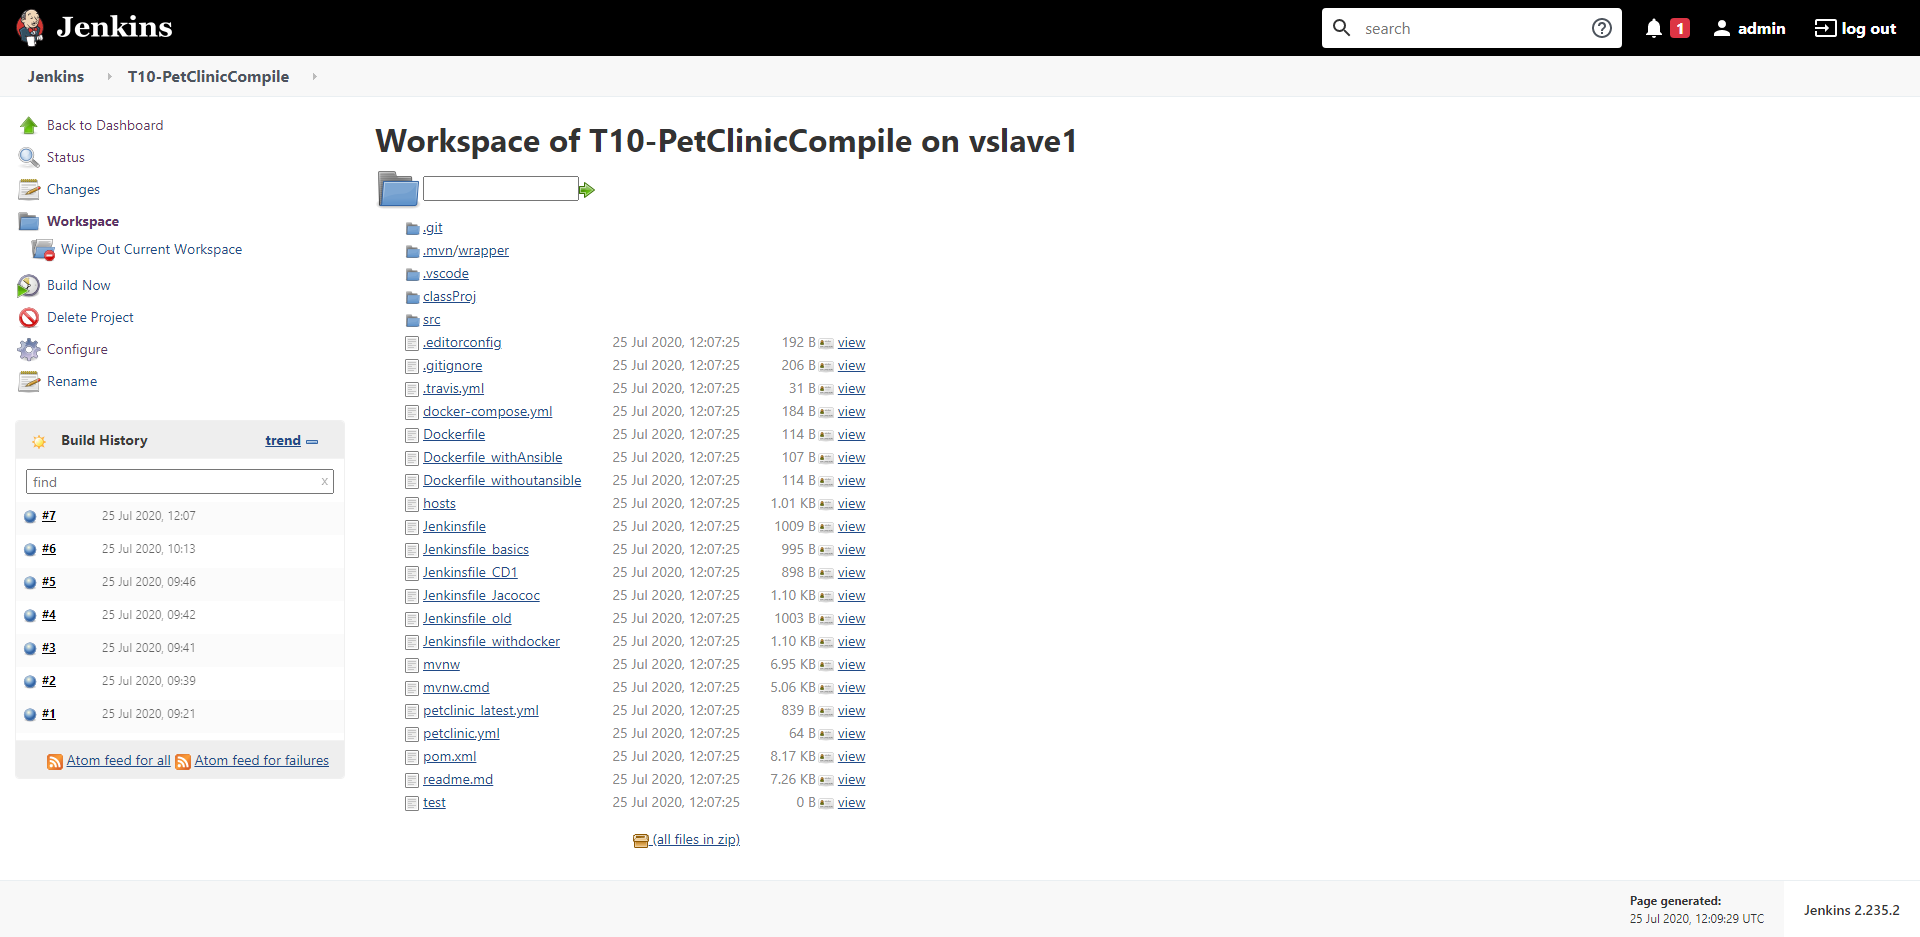 Jenkins
search
1
admin
log out
Jenkins
T10-PetClinicCompile
Back to Dashboard
Status
Changes
Workspace
Wipe Out Current Workspace
Build Now
Delete Project
Configure
Rename
Build History
trend
find
x
#7 25 Jul 2020, 12:07
#6 25 Jul 2020, 10:13
#5 25 Jul 2020, 09:46
#4 25 Jul 2020, 09:42
#3 25 Jul 2020, 09:41
#2 25 Jul 2020, 09:39
#1 25 Jul 2020, 09:21
Atom feed for all Atom feed for failures
Workspace of T10-PetClinicCompile on vslave1
.git
.mvn/wrapper
.vscode
classProj
src
.editorconfig 25 Jul 2020, 12:07:25 192 B view
.gitignore 25 Jul 2020, 12:07:25 206 B view
.travis.yml 25 Jul 2020, 12:07:25 31 B view
docker-compose.yml 25 Jul 2020, 12:07:25 184 B view
Dockerfile 25 Jul 2020, 12:07:25 114 B view
Dockerfile_withAnsible 25 Jul 2020, 12:07:25 107 B view
Dockerfile_withoutansible 25 Jul 2020, 12:07:25 114 B view
hosts 25 Jul 2020, 12:07:25 1.01 KB view
Jenkinsfile 25 Jul 2020, 12:07:25 1009 B view
Jenkinsfile_basics 25 Jul 2020, 12:07:25 995 B view
Jenkinsfile_CD1 25 Jul 2020, 12:07:25 898 B view
Jenkinsfile_Jacococ 25 Jul 2020, 12:07:25 1.10 KB view
Jenkinsfile_old 25 Jul 2020, 12:07:25 1003 B view
Jenkinsfile_withdocker 25 Jul 2020, 12:07:25 1.10 KB view
mvnw 25 Jul 2020, 12:07:25 6.95 KB view
mvnw.cmd 25 Jul 2020, 12:07:25 5.06 KB view
petclinic_latest.yml 25 Jul 2020, 12:07:25 839 B view
petclinic.yml 25 Jul 2020, 12:07:25 64 B view
pom.xml 25 Jul 2020, 12:07:25 8.17 KB view
readme.md 25 Jul 2020, 12:07:25 7.26 KB view
test 25 Jul 2020, 12:07:25 0 B view
(all files in zip)
Page generated:
25 Jul 2020, 12:09:29 UTC
Jenkins 2.235.2